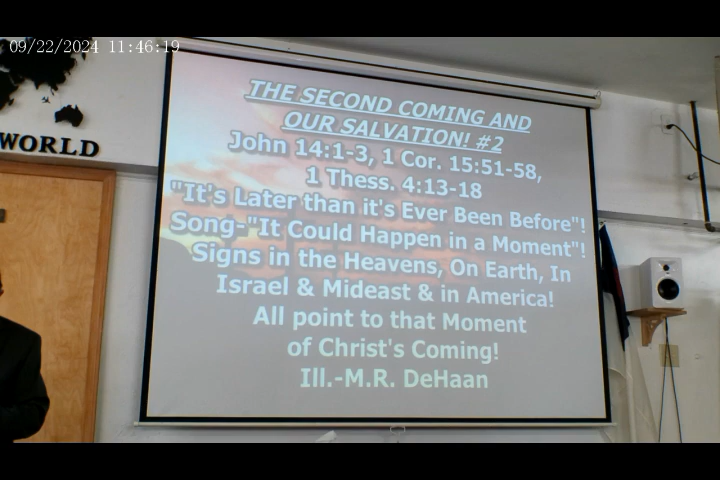 09/22/2024 11:46:19
WORLD
THE SECOND COMING AND
OUR SALVATION! #2
John 14:1-3, 1 Cor. 15:51-58,
1 Thess. 4:13-18
"It's Later than it's Ever Been Before"!
Song-"It Could Happen in a Moment"!
Signs in the Heavens, On Earth, In
Israel & Mideast & in America!
All point to that Moment
of Christ's Coming!
Ill.-M.R. DeHaan